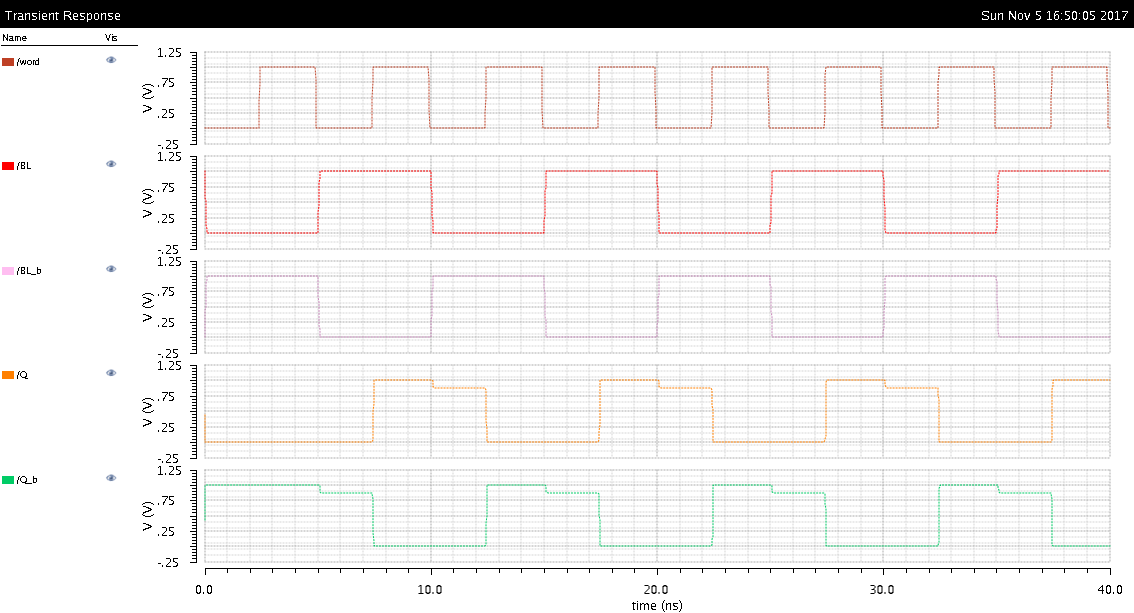 Transient Response Sun Nov 5 16:50:05 2017
Name Vis
/word
1.25
.75
.25
-.25
V (V)
/BL
1.25
.75
.25
-.25
V (V)
/BL_b
1.25
.75
.25
-.25
V (V)
/Q
1.25
.75
.25
-.25
V (V)
/Q_b
1.25
.75
.25
-.25
V (V)
0.0 10.0 20.0 30.0 40.0
time (ns)